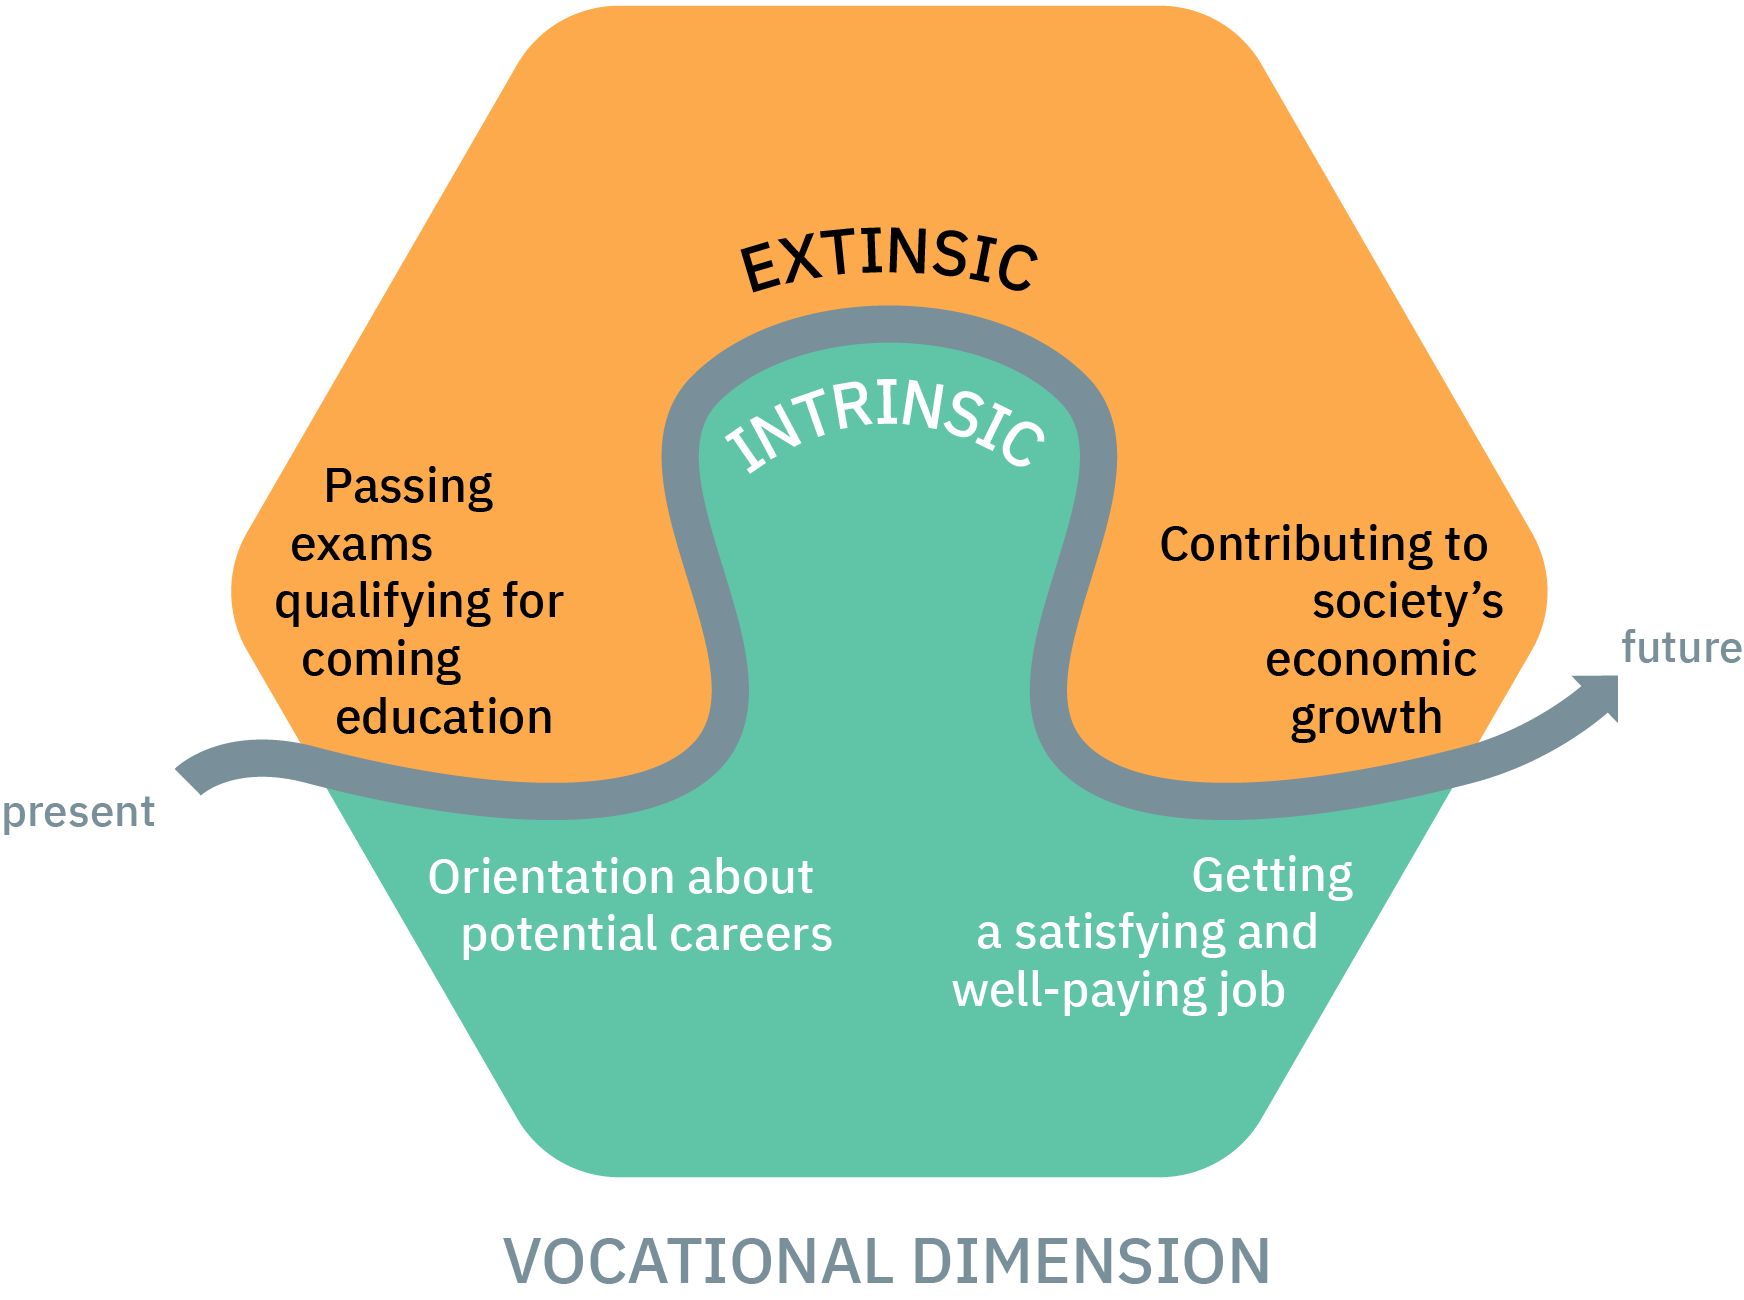 EXTINSIC
INTRINSIC
Passing
exams
qualifying for
coming
education
Contributing to
society’s
economic
growth
future
present
Orientation about
potential careers
Getting
a satisfying and
well-paying job
VOCATIONAL DIMENSION